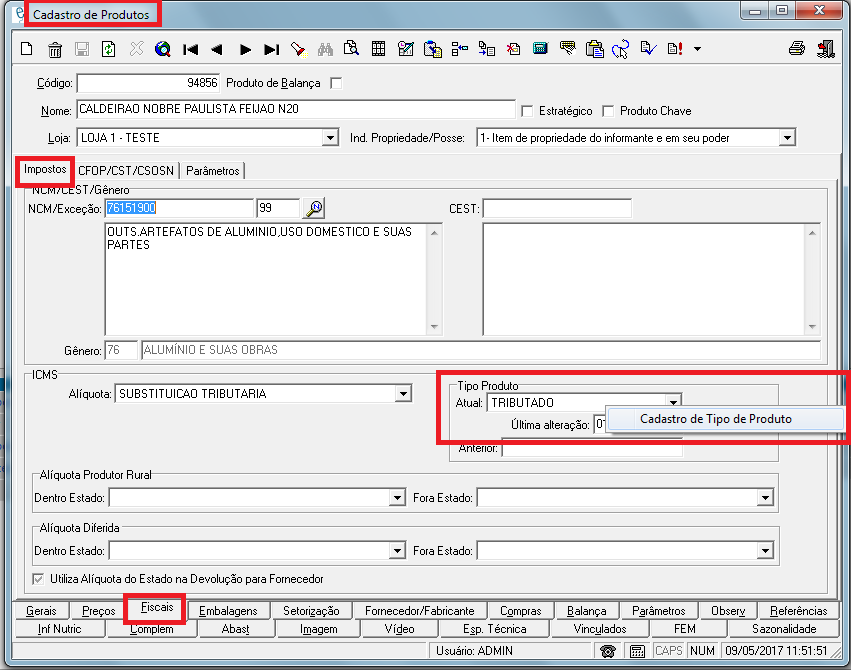 Cadastro de Produtos
Código: 94856 Produto de Balança
Nome: CALDEIRAO NOBRE PAULISTA FEIJAO N20 Estratégico Produto Chave
Loja: LOJA 1 - TESTE Ind. Propriedade/Posse: 1- Item de propriedade do informante e em seu poder
Impostos CFOP/CST/CSOSN Parâmetros
NCM/CEST/Gênero
NCM/Exceção: 76151900 99 CEST:
OUTS.ARTEFATOS DE ALUMINIO,USO DOMESTICO E SUAS
PARTES
Gênero: 76 ALUMÍNIO E SUAS OBRAS
ICMS
Alíquota: SUBSTITUICAO TRIBUTARIA
Tipo Produto
Atual: TRIBUTADO
Cadastro de Tipo de Produto
Última alteração:
Anterior:
Alíquota Produtor Rural
Dentro Estado: Fora Estado:
Alíquota Diferida
Dentro Estado: Fora Estado:
Utiliza Alíquota do Estado na Devolução para Fornecedor
Gerais Preços Fiscais Embalagens Setorização Fornecedor/Fabricante Compras Balança Parâmetros Observ Referências
Inf Nutric Complem Abast Imagem Vídeo Esp. Técnica Vinculados FEM Sazonalidade
Usuário: ADMIN CAPS NUM 09/05/2017 11:51:51